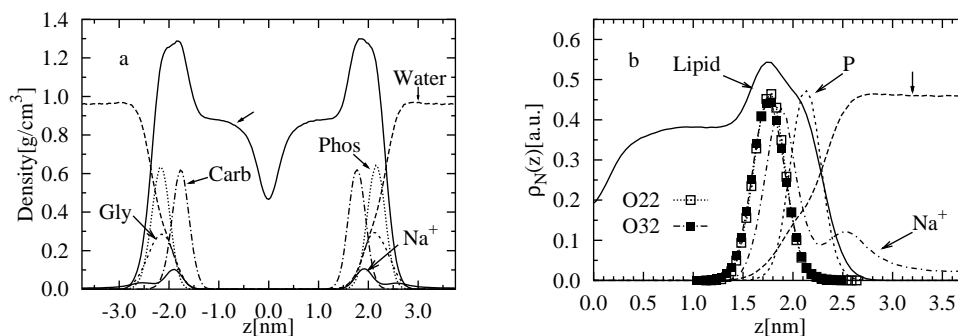 1.4
1.2
1.0
0.8
0.6
0.4
0.2
0.0
Density[g/cm³]
a
Water
Phos
Carb
Gly
Na⁺
-3.0 -2.0 -1.0 0.0 1.0 2.0 3.0
z[nm]
0.6
0.5
0.4
0.3
0.2
0.1
0.0
ρN(z)[a.u.]
b
Lipid
P
O22
O32
Na⁺
0.0 0.5 1.0 1.5 2.0 2.5 3.0 3.5
z[nm]